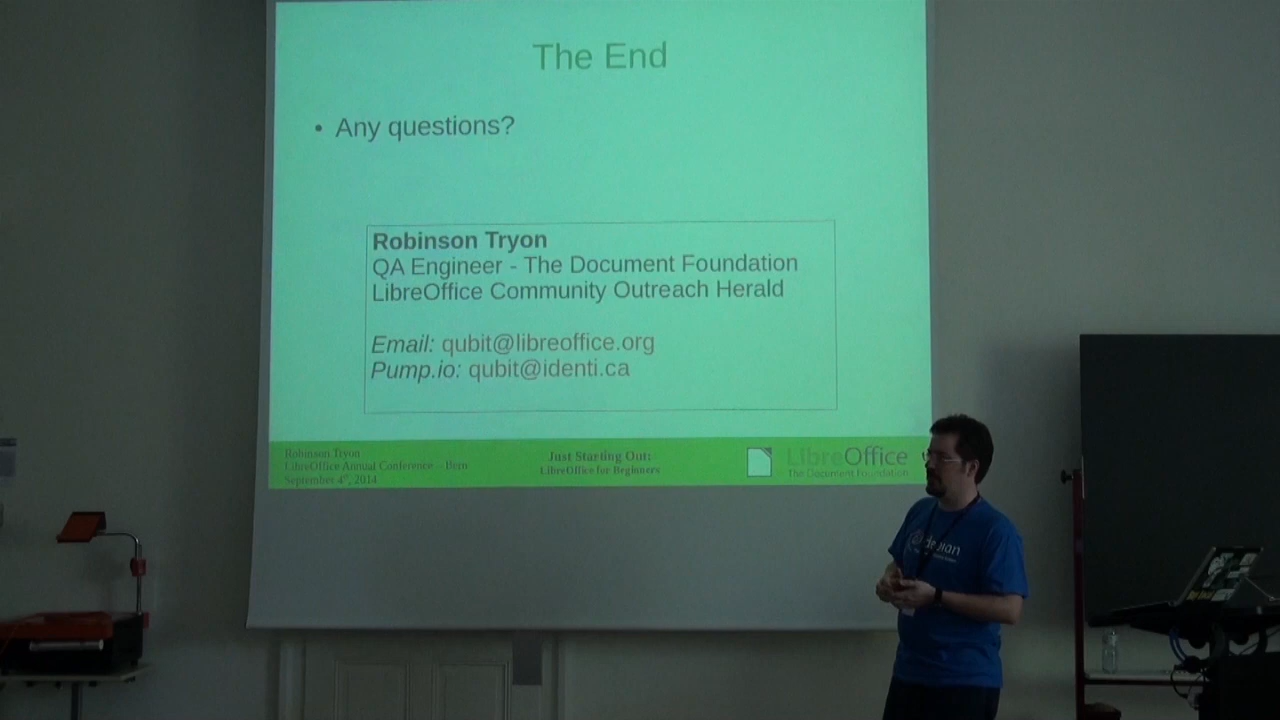 The End
• Any questions?
Robinson Tryon
QA Engineer - The Document Foundation
LibreOffice Community Outreach Herald
Email: qubit@libreoffice.org
Pump.io: qubit@identi.ca
Robinson Tryon
LibreOffice Annual Conference – Bern
September 4th, 2014
Just Starting Out:
LibreOffice for Beginners
LibreOffice
The Document Foundation
debian